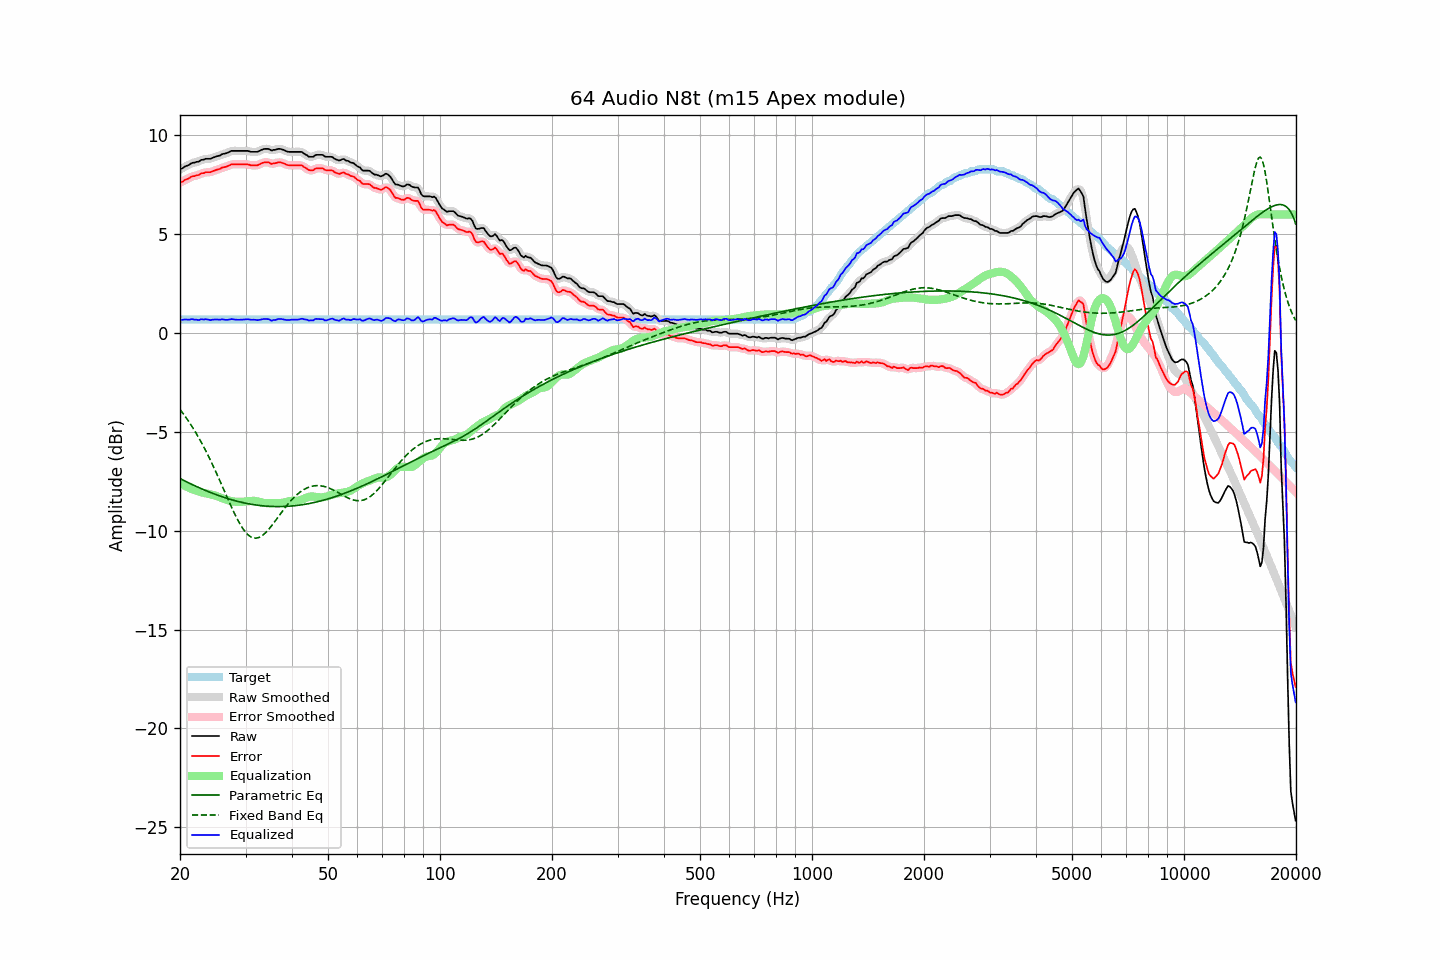 64 Audio N8t (m15 Apex module)
10
5
0
−5
−10
−15
−20
−25
Amplitude (dBr)
Target
Raw Smoothed
Error Smoothed
Raw
Error
Equalization
Parametric Eq
Fixed Band Eq
Equalized
20 50 100 200 500 1000 2000 5000 10000 20000
Frequency (Hz)